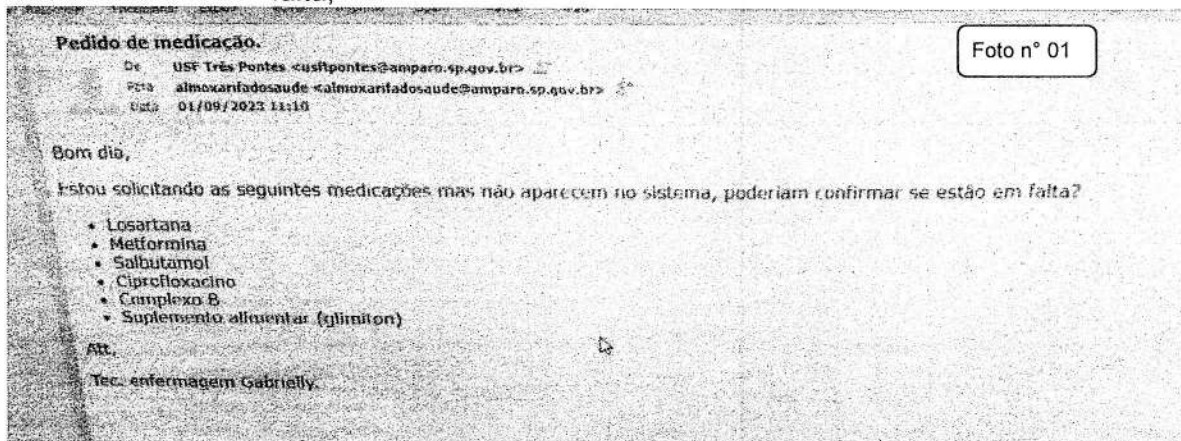 Pedido de medicação.
Foto n° 01
De USF Três Pontes <usftpontes@amparo.sp.gov.br>
Para almoxarifadosaude <almoxarifadosaude@amparo.sp.gov.br>
Data 01/09/2023 11:10
Bom dia,
Estou solicitando as seguintes medicações mas não aparecem no sistema, poderiam confirmar se estão em falta?
• Losartana
• Metformina
• Salbutamol
• Ciprofloxacino
• Complexo B
• Suplemento alimentar (glimiton)
Att,
Tec. enfermagem Gabrielly.